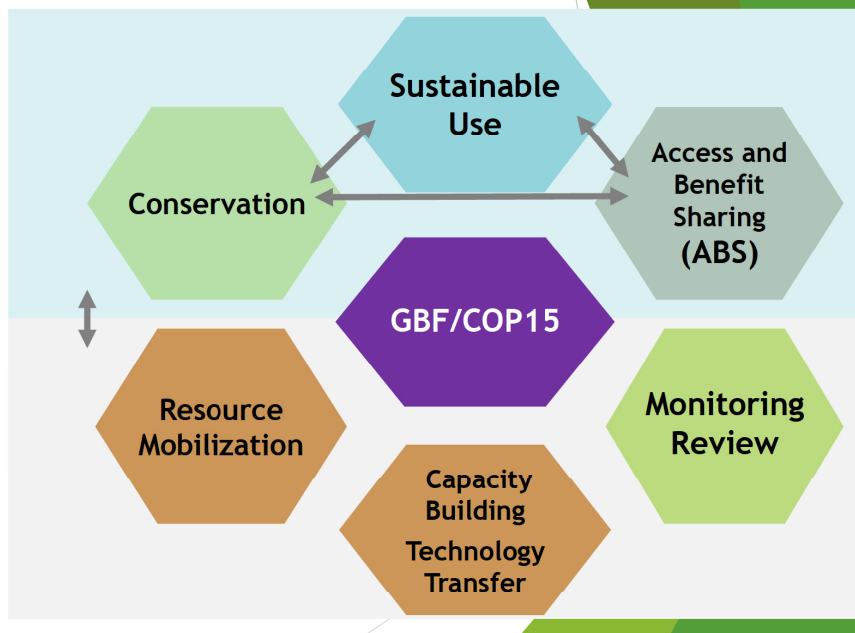 Sustainable
Use
Conservation
Access and
Benefit
Sharing
(ABS)
GBF/COP15
Resource
Mobilization
Monitoring
Review
Capacity
Building
Technology
Transfer